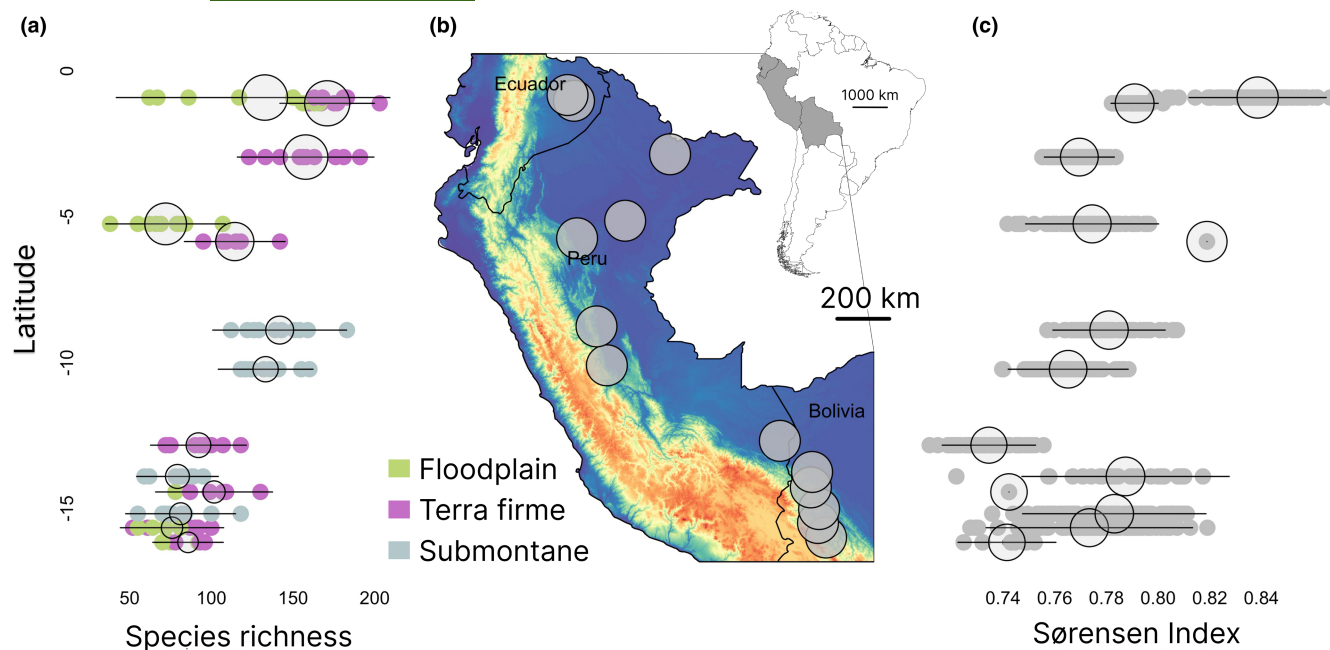 (a)
(b)
(c)
Latitude
0
-5
-10
-15
50 100 150 200
Species richness
Floodplain
Terra firme
Submontane
Ecuador
Peru
Bolivia
1000 km
200 km
0.74 0.76 0.78 0.80 0.82 0.84
Sørensen Index